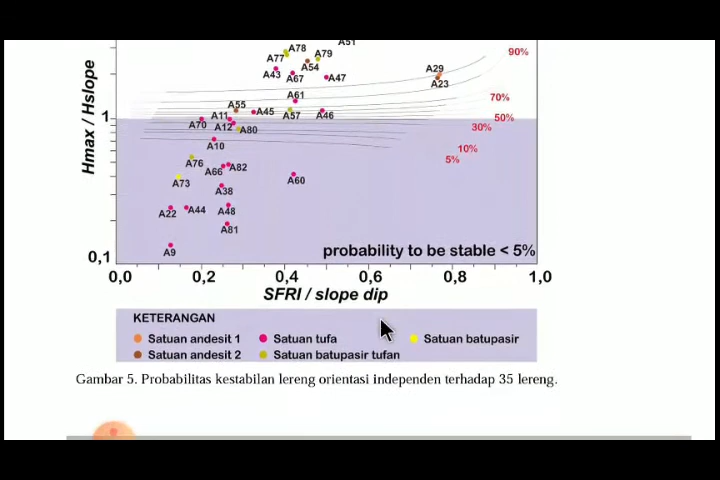 A51
A78
A77
A79
A54
A43
A67
A47
90%
A29
A23
A61
70%
A55
A11
A45
A57
A46
50%
1
A70
A12
A80
30%
A10
10%
5%
A76
A66
A82
A73
A60
A38
A22
A44
A48
A81
A9
Hmax / Hslope
probability to be stable < 5%
0,1
0,0
0,2
0,4
0,6
0,8
1,0
SFRI / slope dip
KETERANGAN
Satuan andesit 1
Satuan tufa
Satuan batupasir
Satuan andesit 2
Satuan batupasir tufan
Gambar 5. Probabilitas kestabilan lereng orientasi independen terhadap 35 lereng.